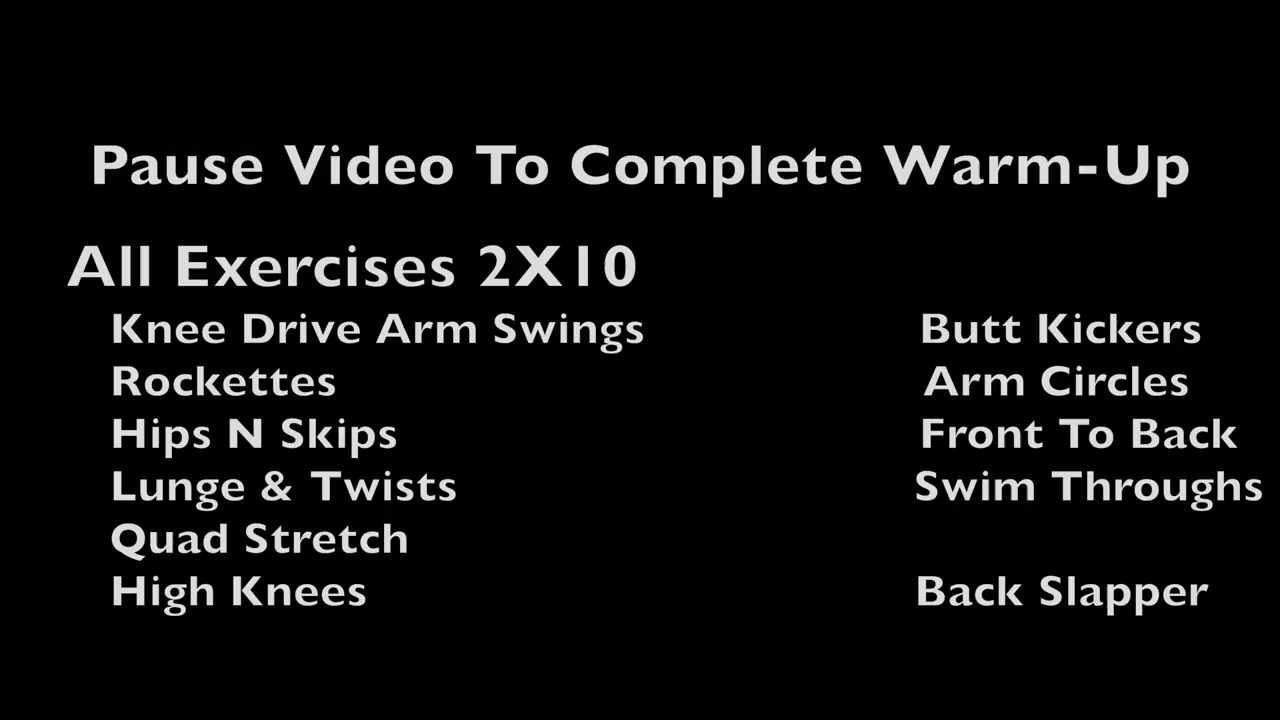 Pause Video To Complete Warm-Up
All Exercises 2X10
Knee Drive Arm Swings
Rockettes
Hips N Skips
Lunge & Twists
Quad Stretch
High Knees
Butt Kickers
Arm Circles
Front To Back
Swim Throughs
Back Slapper